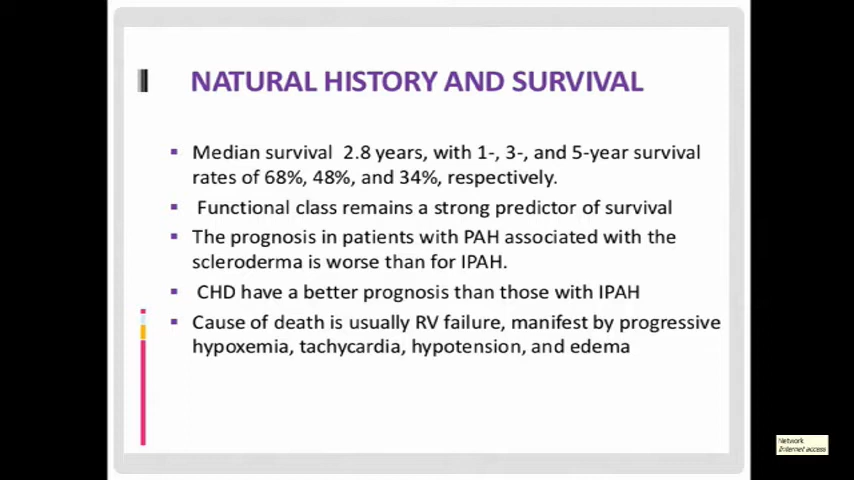 NATURAL HISTORY AND SURVIVAL
▪ Median survival 2.8 years, with 1-, 3-, and 5-year survival
rates of 68%, 48%, and 34%, respectively.
▪ Functional class remains a strong predictor of survival
▪ The prognosis in patients with PAH associated with the
scleroderma is worse than for IPAH.
▪ CHD have a better prognosis than those with IPAH
▪ Cause of death is usually RV failure, manifest by progressive
hypoxemia, tachycardia, hypotension, and edema
Network
Internet access